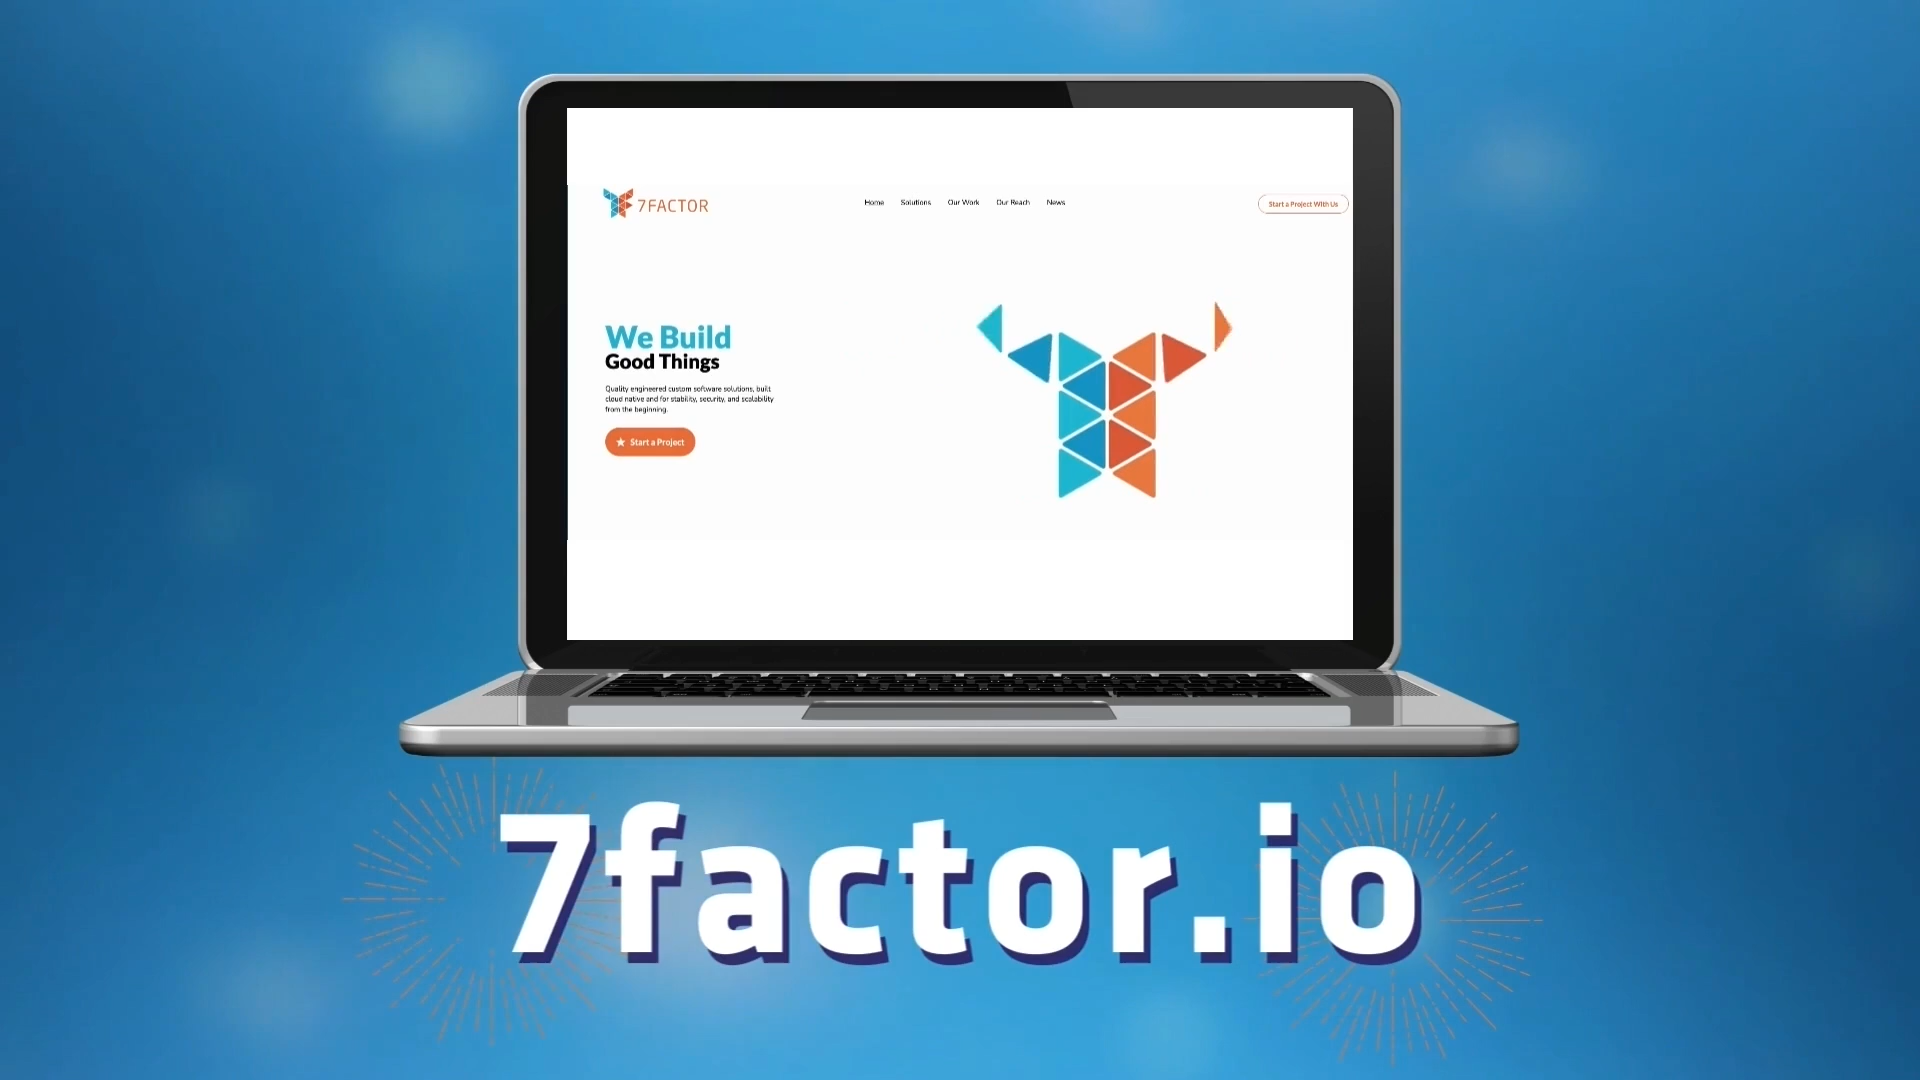 7FACTOR
Home Solutions Our Work Our Reach News
Start a Project With Us
We Build
Good Things
Quality engineered custom software solutions, built
cloud native and for stability, security, and scalability
from the beginning.
Start a Project
7factor.io